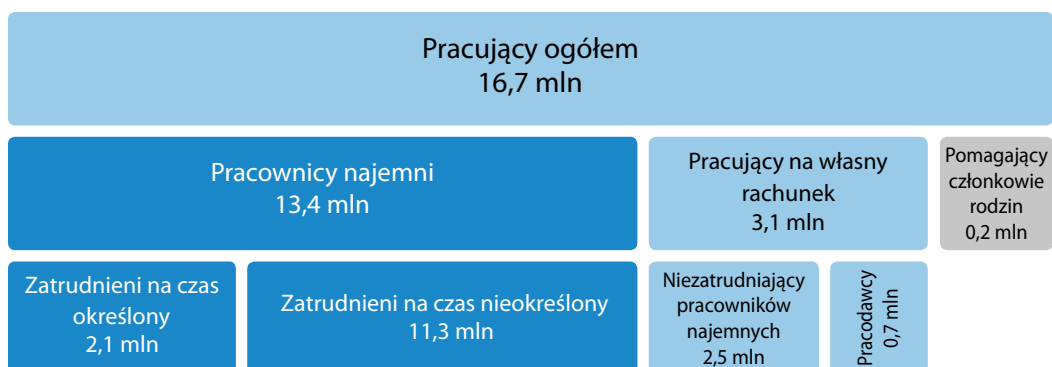 Pracujący ogółem
16,7 mln
Pracownicy najemni
13,4 mln
Pracujący na własny
rachunek
3,1 mln
Pomagający
członkowie
rodzin
0,2 mln
Zatrudnieni na czas
określony
2,1 mln
Zatrudnieni na czas nieokreślony
11,3 mln
Niezatrudniający
pracowników
najemnych
2,5 mln
Pracodawcy
0,7 mln